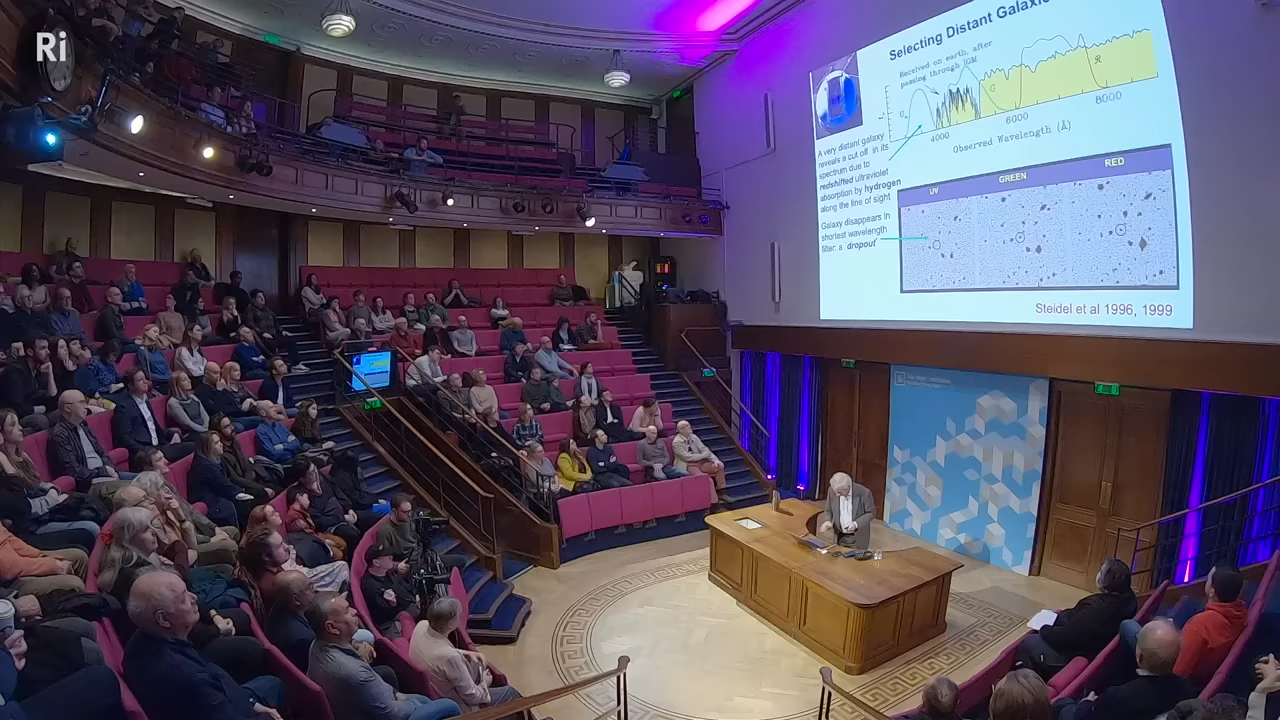 Ri
Selecting Distant Galaxie
Received on earth, after
passing through IGM
G
ℛ
4000
6000
8000
Observed Wavelength (Å)
A very distant galaxy
reveals a cut off in its
spectrum due to
redshifted ultraviolet
absorption by hydrogen
along the line of sight
Galaxy disappears in
shortest wavelength
filter: a 'dropout'
UV
GREEN
RED
Steidel et al 1996, 1999